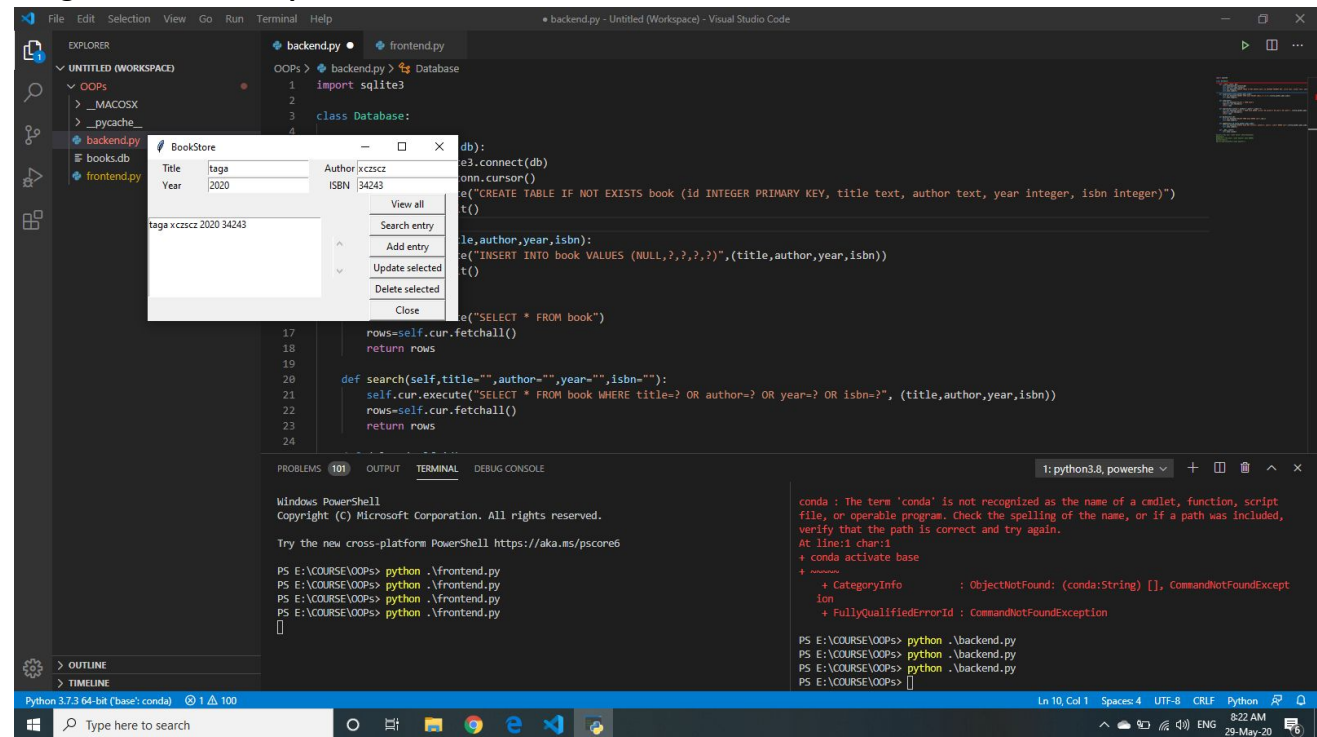 File Edit Selection View Go Run Terminal Help
● backend.py - Untitled (Workspace) - Visual Studio Code
EXPLORER
UNTITLED (WORKSPACE)
OOPs
__MACOSX
__pycache__
backend.py
books.db
frontend.py
OUTLINE
TIMELINE
backend.py ● frontend.py
OOPs > backend.py > Database
1 import sqlite3
2
3 class Database:
4
db):
e3.connect(db)
onn.cursor()
te("CREATE TABLE IF NOT EXISTS book (id INTEGER PRIMARY KEY, title text, author text, year integer, isbn integer)")
t()
le,author,year,isbn):
e("INSERT INTO book VALUES (NULL,?,?,?,?)",(title,author,year,isbn))
t()
e("SELECT * FROM book")
17 rows=self.cur.fetchall()
18 return rows
19
20 def search(self,title="",author="",year="",isbn=""):
21 self.cur.execute("SELECT * FROM book WHERE title=? OR author=? OR year=? OR isbn=?", (title,author,year,isbn))
22 rows=self.cur.fetchall()
23 return rows
24
BookStore
Title taga Author xczscz
Year 2020 ISBN 34243
View all
taga xczscz 2020 34243
Search entry
Add entry
Update selected
Delete selected
Close
PROBLEMS 101 OUTPUT TERMINAL DEBUG CONSOLE
1: python3.8, powershe
Windows PowerShell
Copyright (C) Microsoft Corporation. All rights reserved.
Try the new cross-platform PowerShell https://aka.ms/pscore6
PS E:\COURSE\OOPs> python .\frontend.py
PS E:\COURSE\OOPs> python .\frontend.py
PS E:\COURSE\OOPs> python .\frontend.py
PS E:\COURSE\OOPs> python .\frontend.py
conda : The term 'conda' is not recognized as the name of a cmdlet, function, script
file, or operable program. Check the spelling of the name, or if a path was included,
verify that the path is correct and try again.
At line:1 char:1
+ conda activate base
+ ~~~~~
+ CategoryInfo : ObjectNotFound: (conda:String) [], CommandNotFoundExcept
ion
+ FullyQualifiedErrorId : CommandNotFoundException
PS E:\COURSE\OOPs> python .\backend.py
PS E:\COURSE\OOPs> python .\backend.py
PS E:\COURSE\OOPs> python .\backend.py
PS E:\COURSE\OOPs>
Python 3.7.3 64-bit ('base': conda) 1 100
Ln 10, Col 1 Spaces: 4 UTF-8 CRLF Python
Type here to search
ENG
8:22 AM
29-May-20
6